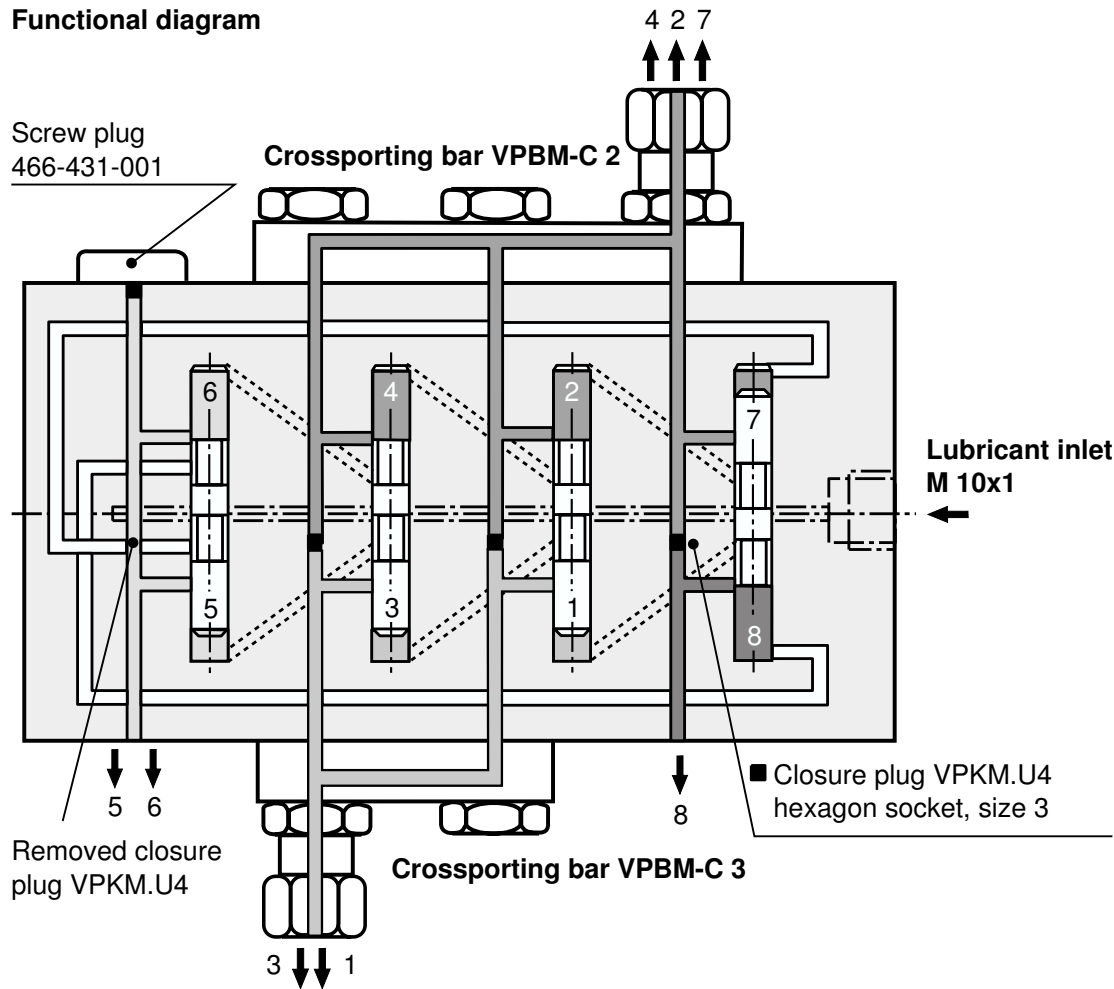 Functional diagram
4 2 7
Screw plug
466-431-001
Crossporting bar VPBM-C 2
6
4
2
7
Lubricant inlet
M 10x1
5
3
1
8
5 6
8
■ Closure plug VPKM.U4
hexagon socket, size 3
Removed closure
plug VPKM.U4
Crossporting bar VPBM-C 3
3 1